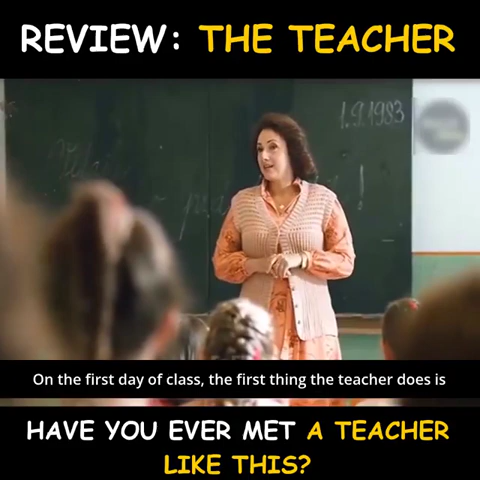 REVIEW: THE TEACHER
1.9.1983
On the first day of class, the first thing the teacher does is
HAVE YOU EVER MET A TEACHER
LIKE THIS?